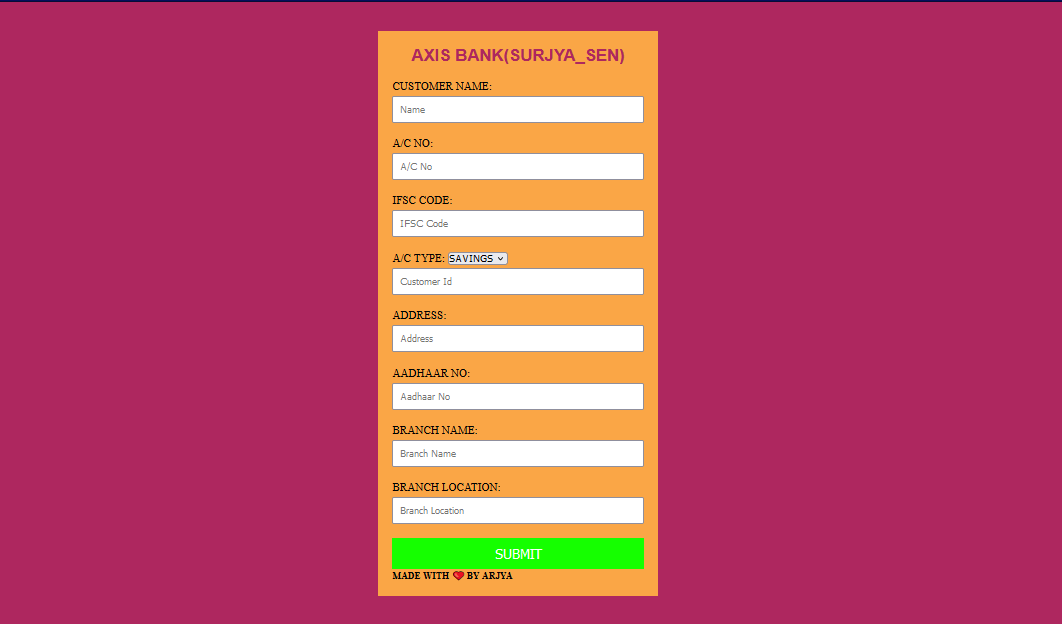 AXIS BANK(SURJYA_SEN)
CUSTOMER NAME:
Name
A/C NO:
A/C No
IFSC CODE:
IFSC Code
A/C TYPE: SAVINGS
Customer Id
ADDRESS:
Address
AADHAAR NO:
Aadhaar No
BRANCH NAME:
Branch Name
BRANCH LOCATION:
Branch Location
SUBMIT
MADE WITH ❤ BY ARJYA